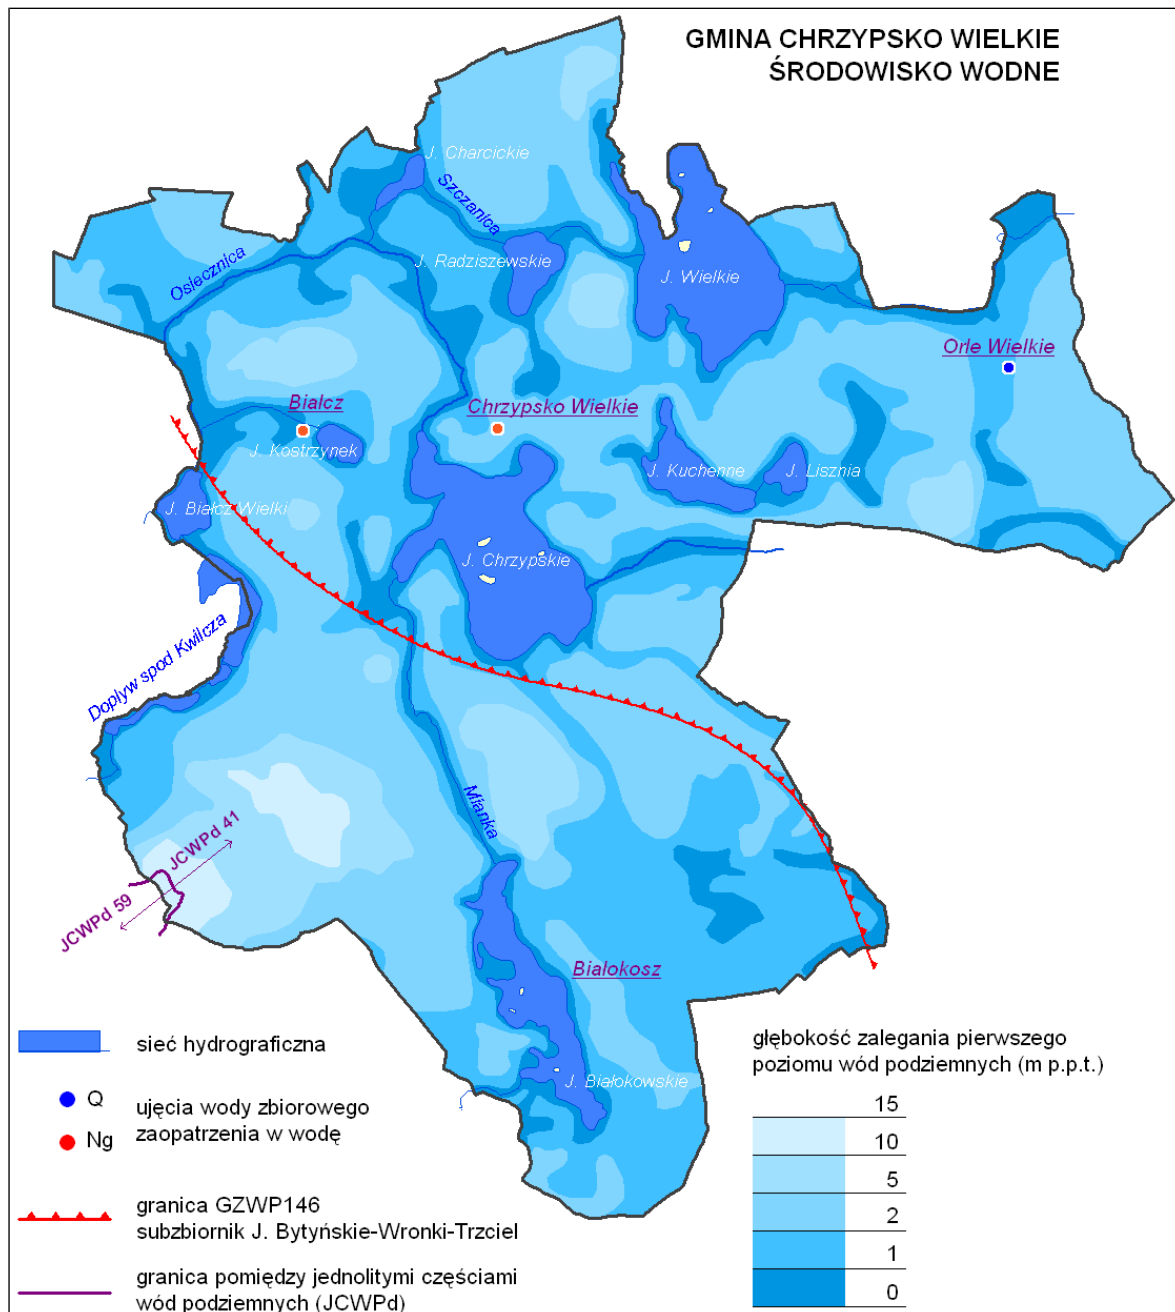 GMINA CHRZYPSKO WIELKIE
ŚRODOWISKO WODNE
J. Charcickie
Szczanica
Osiecznica
J. Radziszewskie
J. Wielkie
Orle Wielkie
Białcz
Chrzypsko Wielkie
J. Kostrzynek
J. Kuchenne
J. Lisznia
J. Białcz Wielki
J. Chrzypskie
Dopływ spod Kwilcza
Mianka
JCWPd 41
JCWPd 59
Białokosz
J. Białokowskie
sieć hydrograficzna
Q
Ng
ujęcia wody zbiorowego
zaopatrzenia w wodę
granica GZWP146
subzbiornik J. Bytyńskie-Wronki-Trzciel
granica pomiędzy jednolitymi częściami
wód podziemnych (JCWPd)
głębokość zalegania pierwszego
poziomu wód podziemnych (m p.p.t.)
15
10
5
2
1
0